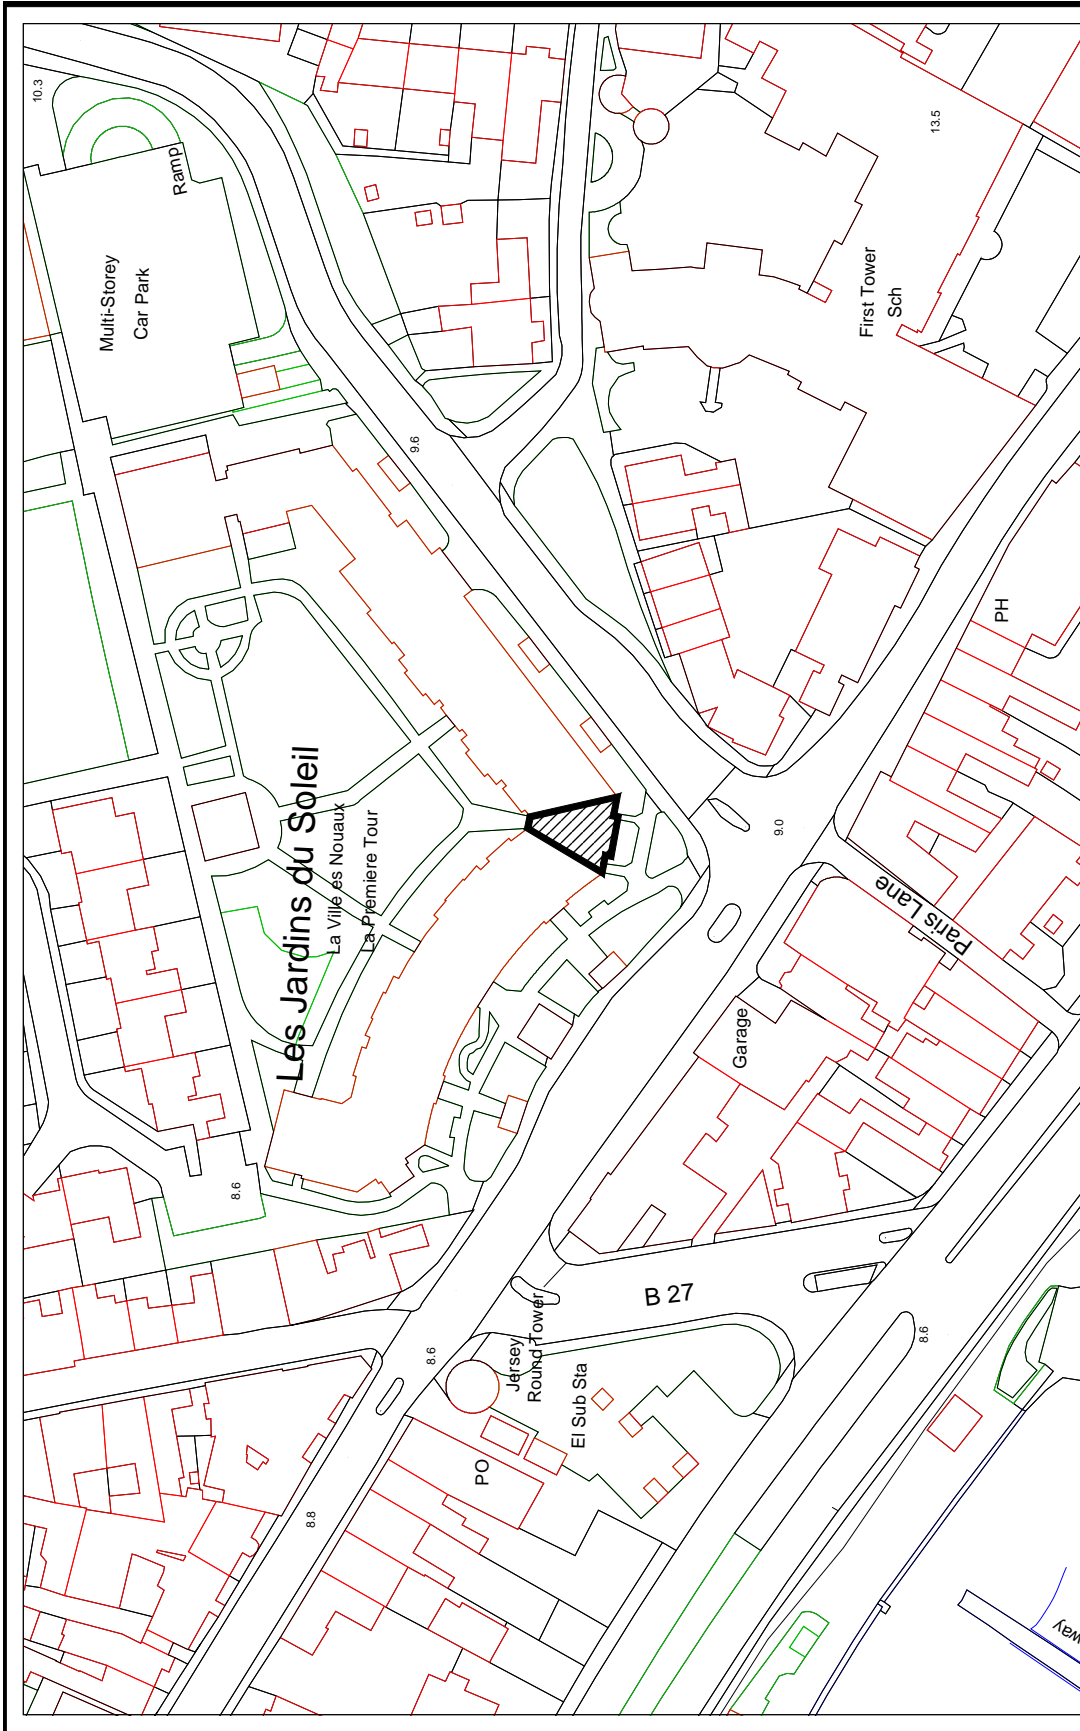 10.3
Ramp
Multi-Storey
Car Park
13.5
First Tower
Sch
9.6
PH
Les Jardins du Soleil
La Ville es Nouaux
La Premiere Tour
9.0
Paris Lane
Garage
8.6
B 27
8.6
8.6
Jersey
Round Tower
El Sub Sta
PO
8.8
way